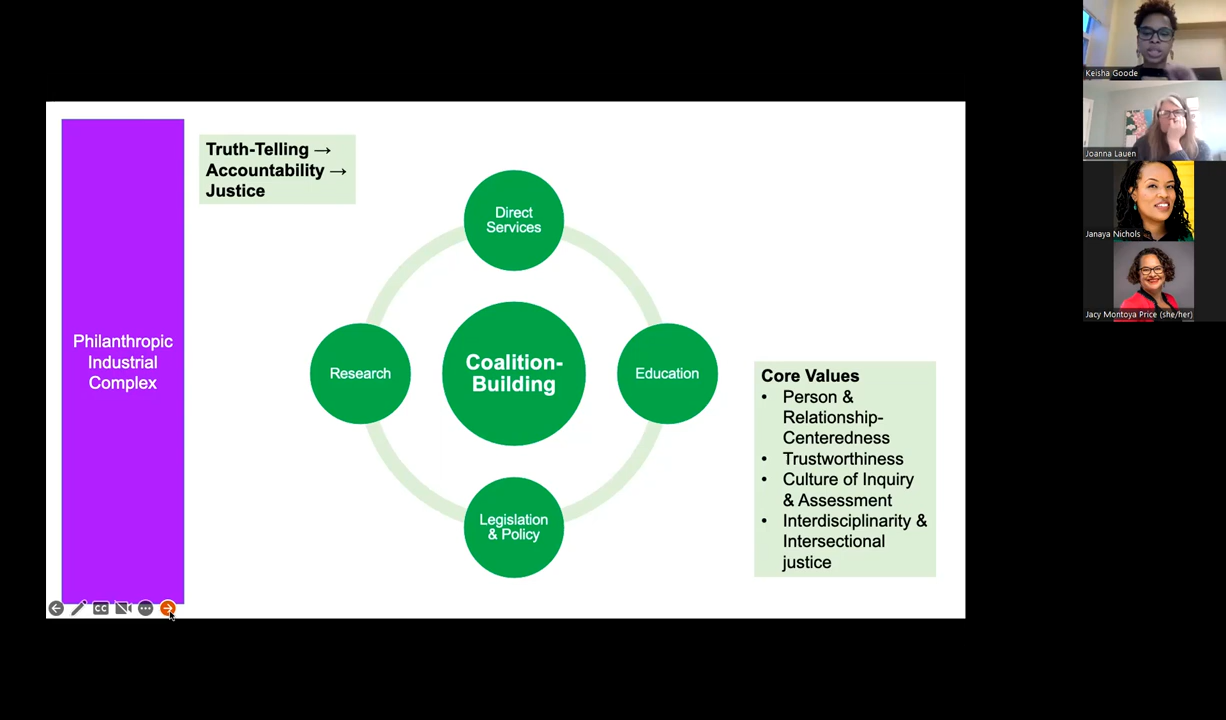 Philanthropic
Industrial
Complex
Truth-Telling →
Accountability →
Justice
Direct
Services
Research
Coalition-
Building
Education
Legislation
& Policy
Core Values
• Person &
Relationship-
Centeredness
• Trustworthiness
• Culture of Inquiry
& Assessment
• Interdisciplinarity &
Intersectional
justice
CC
Keisha Goode
Joanna Lauen
Janaya Nichols
Jacy Montoya Price (she/her)